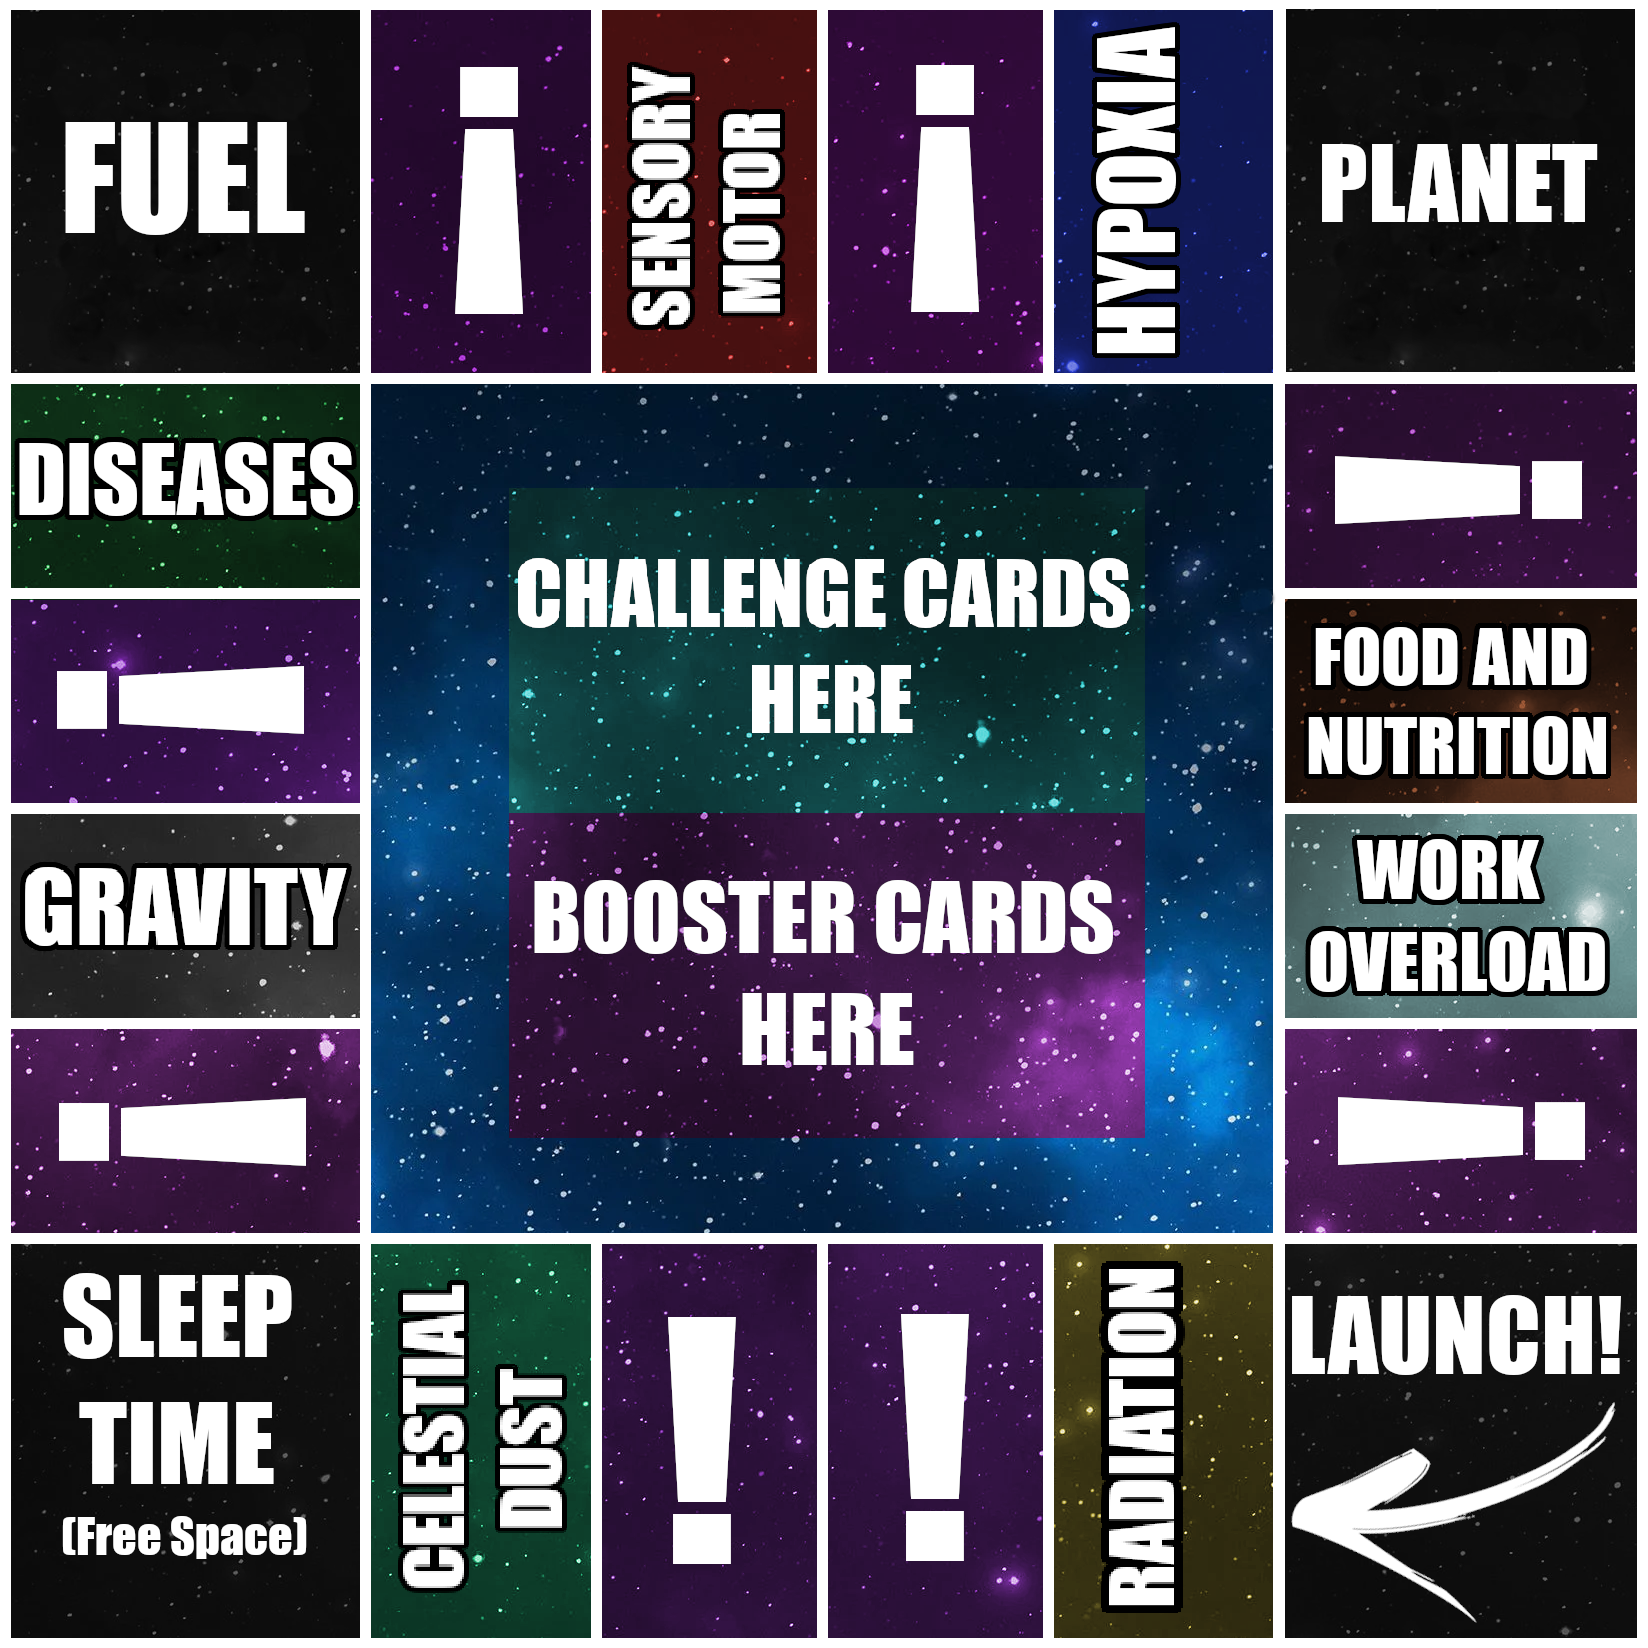 FUEL
!
SENSORY
MOTOR
!
HYPOXIA
PLANET
DISEASES
!
!
FOOD AND
NUTRITION
GRAVITY
WORK
OVERLOAD
!
!
CHALLENGE CARDS
HERE
BOOSTER CARDS
HERE
SLEEP
TIME
(Free Space)
CELESTIAL
DUST
!
!
RADIATION
LAUNCH!